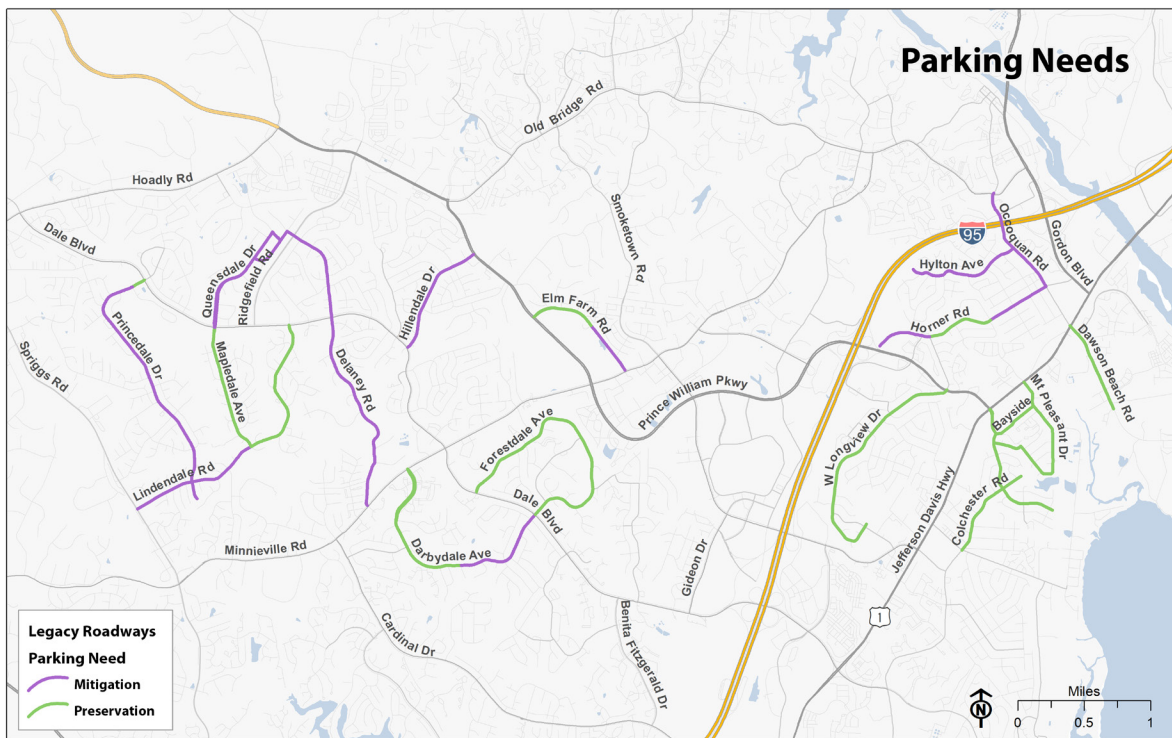 Parking Needs
Old Bridge Rd
Hoadly Rd
Dale Blvd
Smoketown Rd
Occoquan Rd
Gordon Blvd
95
Hylton Ave
Queensdale Dr
Ridgefield Rd
Hillendale Dr
Elm Farm Rd
Horner Rd
Princedale Dr
Spriggs Rd
Mapledale Ave
Delaney Rd
Dawson Beach Rd
Prince William Pkwy
Mt Pleasant Dr
Bayside
Forestdale Ave
W Longview Dr
Lindendale Rd
Dale Blvd
Colchester Rd
Jefferson Davis Hwy
Minnieville Rd
Darbydale Ave
Gideon Dr
Cardinal Dr
Benita Fitzgerald Dr
1
Legacy Roadways
Parking Need
Mitigation
Preservation
N
Miles
0 0.5 1